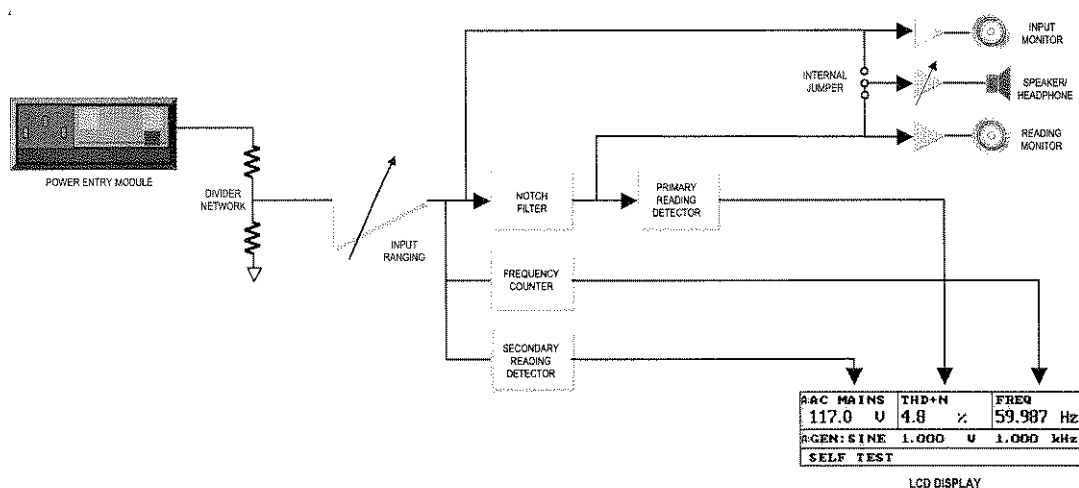 INPUT
MONITOR
INTERNAL
JUMPER
SPEAKER/
HEADPHONE
READING
MONITOR
POWER ENTRY MODULE
DIVIDER
NETWORK
INPUT
RANGING
NOTCH
FILTER
PRIMARY
READING
DETECTOR
FREQUENCY
COUNTER
SECONDARY
READING
DETECTOR
A:AC MAINS THD+N FREQ
117.0 V 4.8 % 59.987 Hz
A:GEN:SINE 1.000 V 1.000 kHz
SELF TEST
LCD DISPLAY